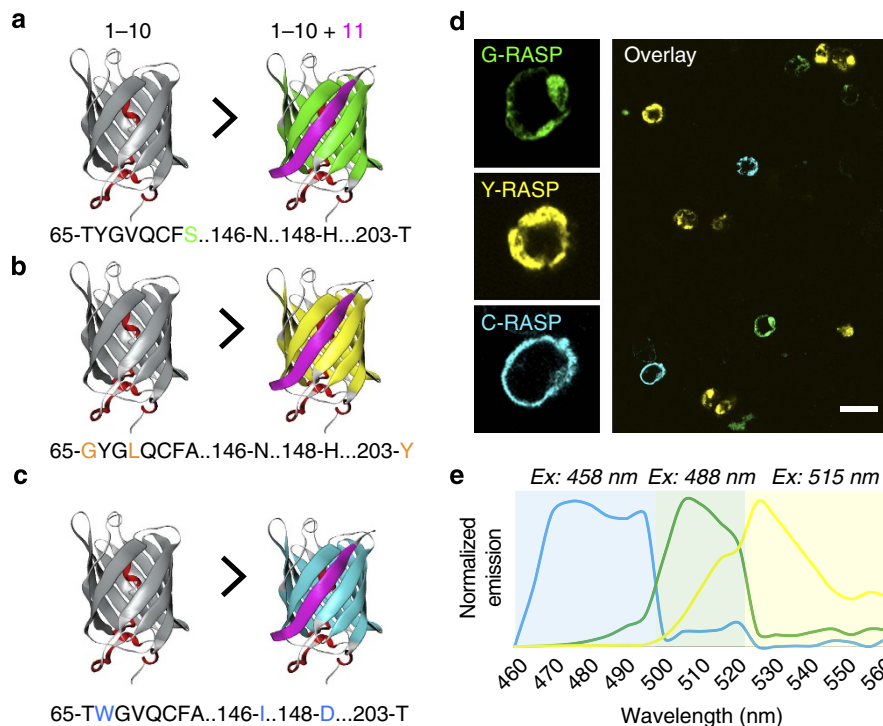 a
1–10
1–10 + 11
65-TYGVQCFS..146-N..148-H...203-T
b
65-GYGLQCFA..146-N..148-H...203-Y
c
65-TWGVQCFA..146-I..148-D...203-T
d
G-RASP
Y-RASP
C-RASP
Overlay
e
Ex: 458 nm
Ex: 488 nm
Ex: 515 nm
Normalized
emission
460
470
480
490
500
510
520
530
540
550
560
Wavelength (nm)